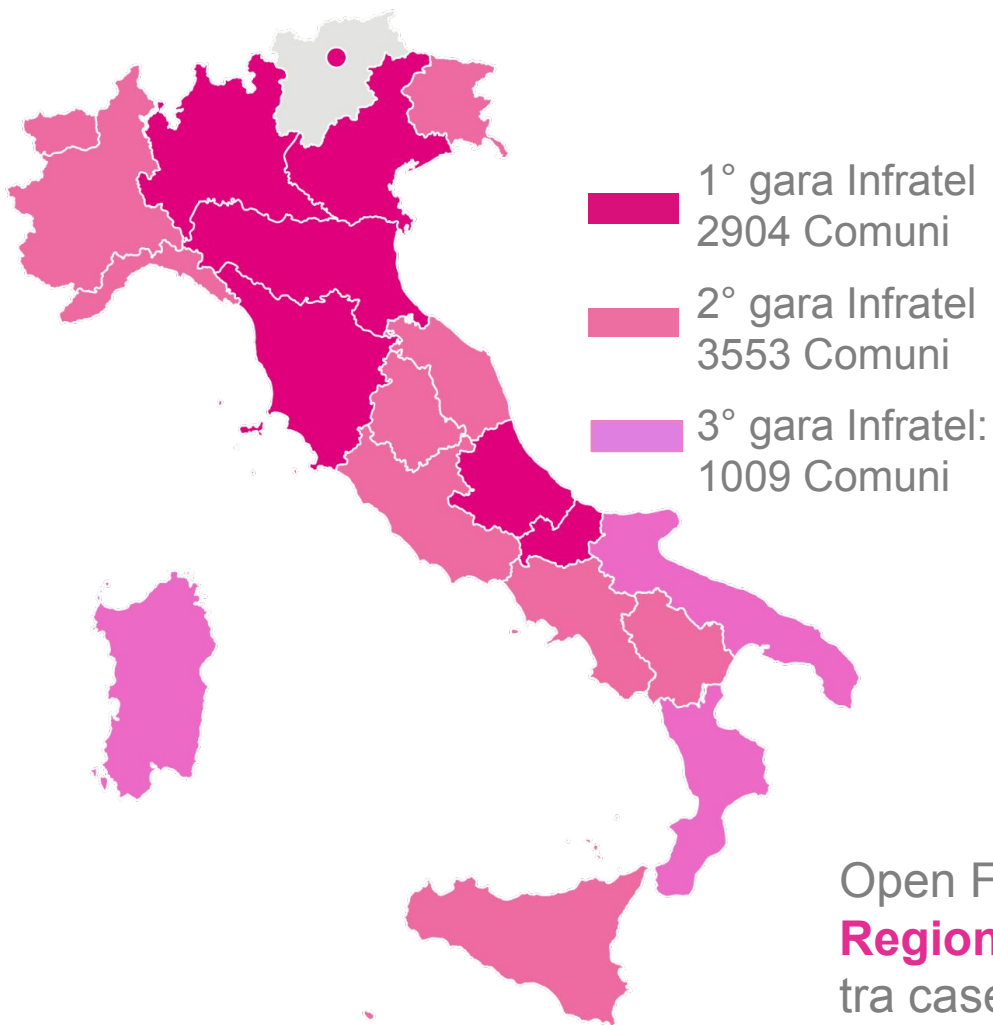 1° gara Infratel
2904 Comuni
2° gara Infratel
3553 Comuni
3° gara Infratel:
1009 Comuni
Open F
Region
tra case